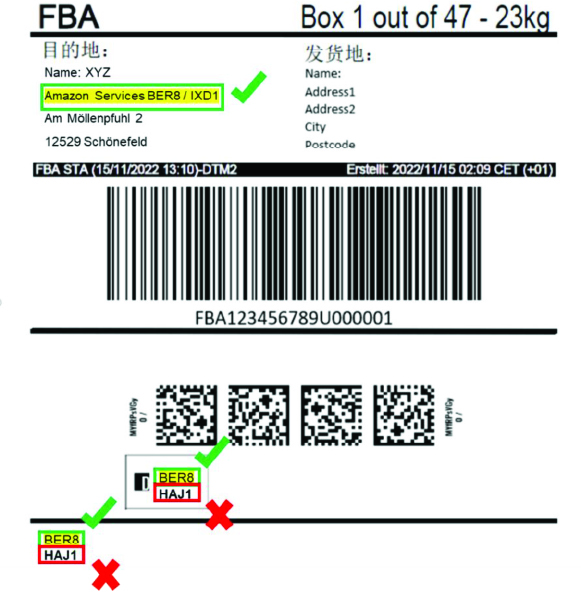 FBA
Box 1 out of 47 - 23kg
目的地：
Name: XYZ
Amazon Services BER8 / IXD1
Am Möllenpfuhl 2
12529 Schönefeld
发货地：
Name:
Address1
Address2
City
Postcode
FBA STA (15/11/2022 13:10)-DTM2
Erstellt: 2022/11/15 02:09 CET (+01)
FBA123456789U000001
0 /
0 /
D
BER8
HAJ1
BER8
HAJ1